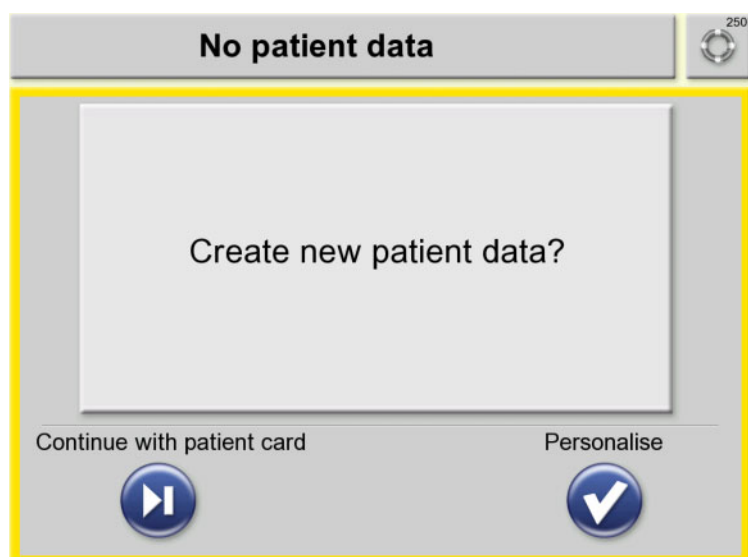 No patient data
250
Create new patient data?
Continue with patient card
Personalise